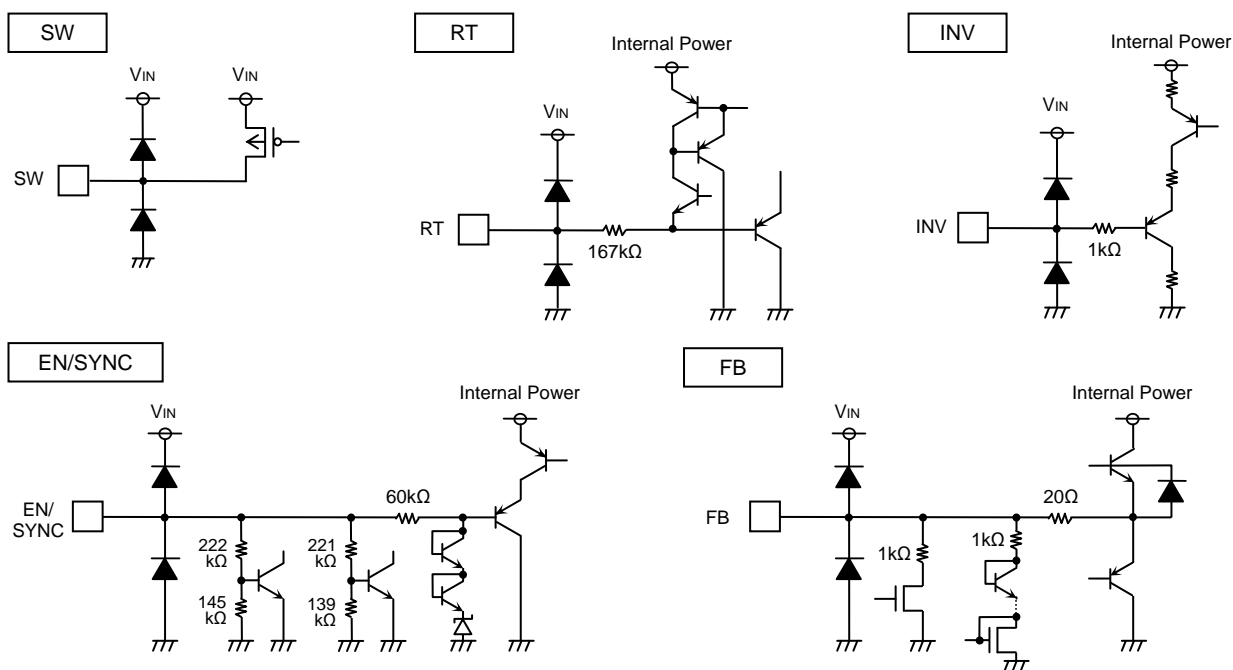 SW
VIN
VIN
SW
RT
Internal Power
VIN
RT
167kΩ
INV
Internal Power
VIN
INV
1kΩ
EN/SYNC
Internal Power
VIN
EN/
SYNC
60kΩ
222
kΩ
221
kΩ
145
kΩ
139
kΩ
FB
Internal Power
VIN
FB
20Ω
1kΩ
1kΩ